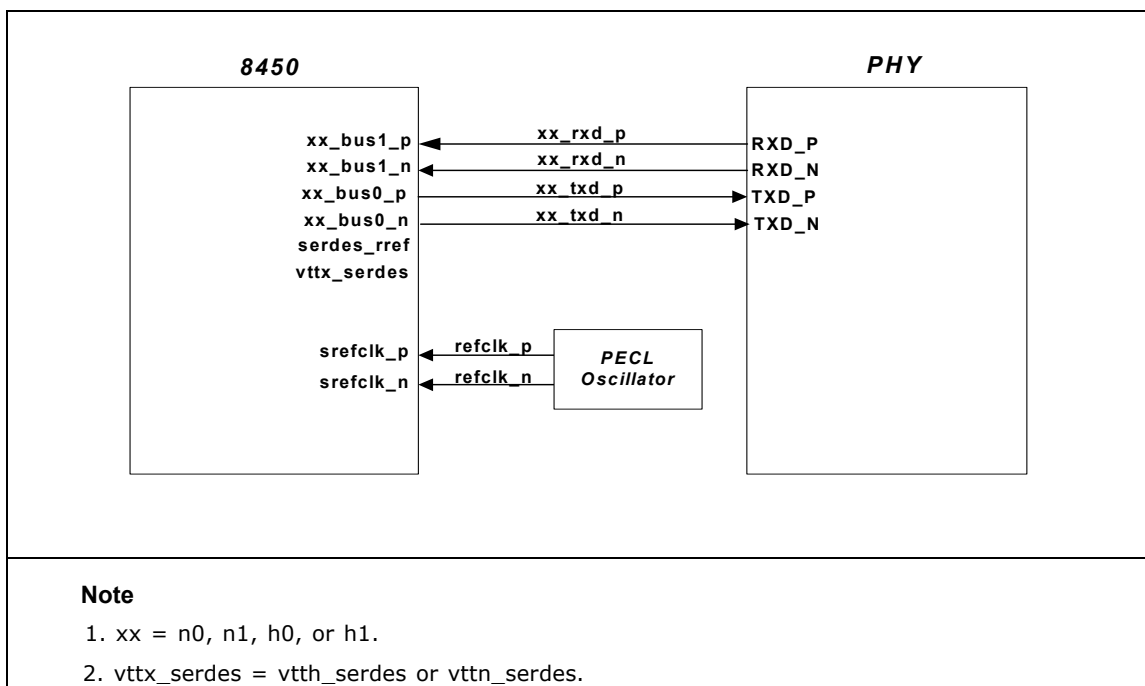 8450
PHY
xx_bus1_p
xx_rxd_p
RXD_P
xx_bus1_n
xx_rxd_n
RXD_N
xx_bus0_p
xx_txd_p
TXD_P
xx_bus0_n
xx_txd_n
TXD_N
serdes_rref
vttx_serdes
srefclk_p
refclk_p
srefclk_n
refclk_n
PECL
Oscillator
Note
1. xx = n0, n1, h0, or h1.
2. vttx_serdes = vtth_serdes or vttn_serdes.